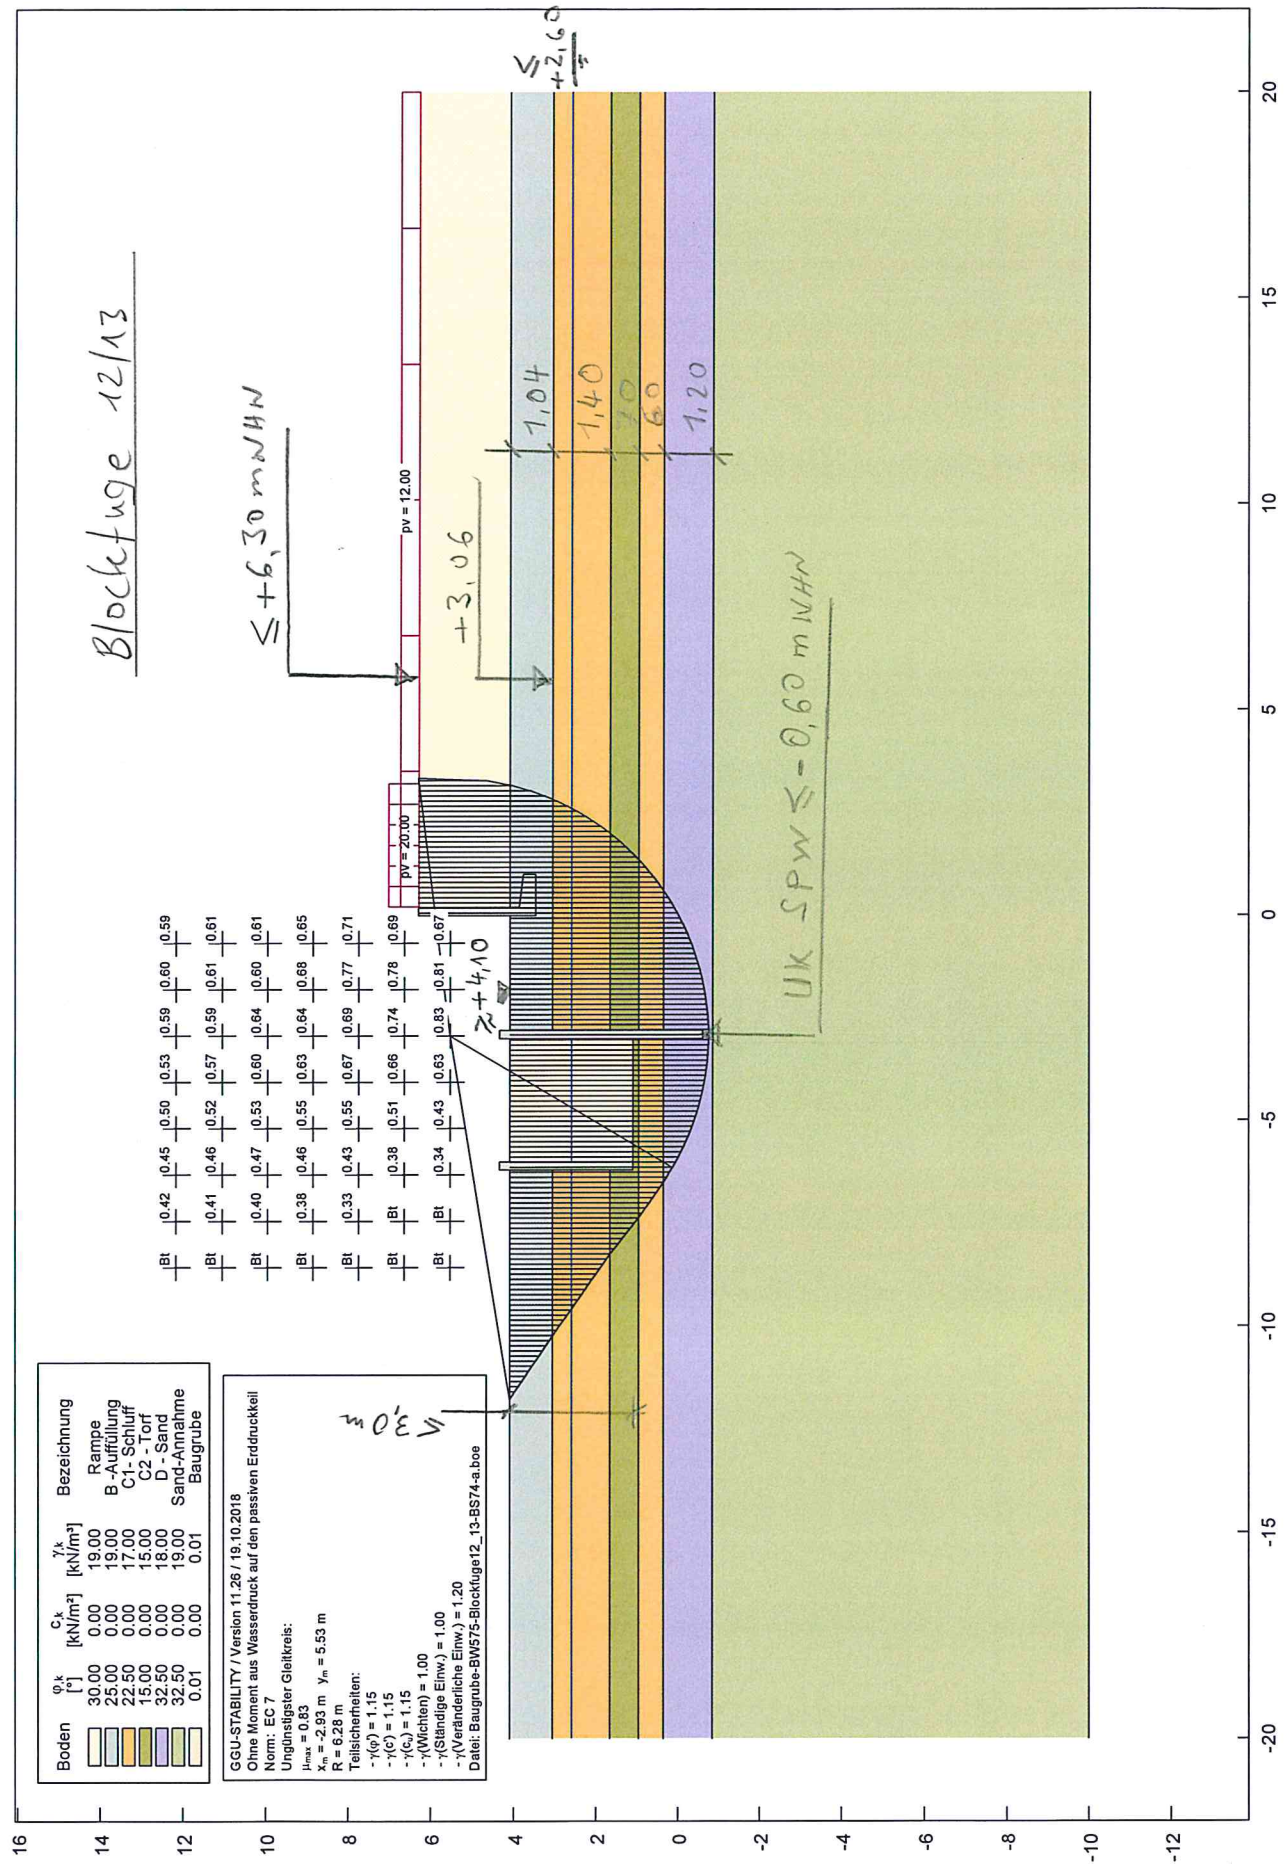 Blockfuge 12/13
≤ +6,30 mNHN
+3,06
≤ +2,60
1,04
1,40
70
60
1,20
≥ +4,10
≤ 3,0 m
UK SPW ≤ -0,60 mNHN
pv = 20.00
pv = 12.00
Boden φ,k [°] c,k [kN/m²] γ,k [kN/m³] Bezeichnung
30.00 0.00 19.00 Rampe
25.00 0.00 19.00 B -Auffüllung
22.50 0.00 17.00 C1- Schluff
15.00 0.00 15.00 C2 - Torf
32.50 0.00 18.00 D - Sand
32.50 0.00 19.00 Sand-Annahme
0.01 0.00 0.01 Baugrube
GGU-STABILITY / Version 11.26 / 19.10.2018
Ohne Moment aus Wasserdruck auf den passiven Erddruckkeil
Norm: EC 7
Ungünstigster Gleitkreis:
μmax = 0.83
xm = -2.93 m ym = 5.53 m
R = 6.28 m
Teilsicherheiten:
- γ(φ') = 1.15
- γ(c') = 1.15
- γ(cu) = 1.15
- γ(Wichten) = 1.00
- γ(Ständige Einw.) = 1.00
- γ(Veränderliche Einw.) = 1.20
Datei: Baugrube-BW575-Blockfuge12_13-BS74-a.boe
Bt 0.42 0.45 0.50 0.53 0.59 0.60 0.59
Bt 0.41 0.46 0.52 0.57 0.59 0.61 0.61
Bt 0.40 0.47 0.53 0.60 0.64 0.60 0.61
Bt 0.38 0.46 0.55 0.63 0.64 0.68 0.65
Bt 0.33 0.43 0.55 0.67 0.69 0.77 0.71
Bt Bt 0.38 0.51 0.66 0.74 0.78 0.69
Bt Bt 0.34 0.43 0.63 0.83 0.81 0.67
16
14
12
10
8
6
4
2
0
-2
-4
-6
-8
-10
-12
-20 -15 -10 -5 0 5 10 15 20